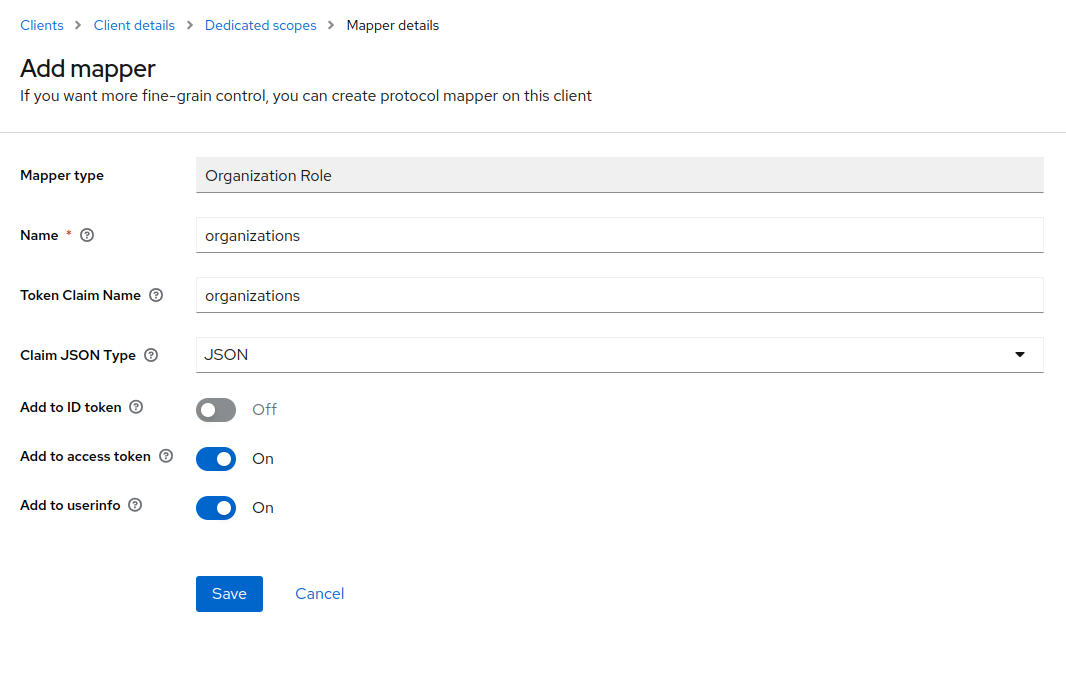 Clients > Client details > Dedicated scopes > Mapper details
Add mapper
If you want more fine-grain control, you can create protocol mapper on this client
Mapper type Organization Role
Name * organizations
Token Claim Name organizations
Claim JSON Type JSON
Add to ID token Off
Add to access token On
Add to userinfo On
Save Cancel